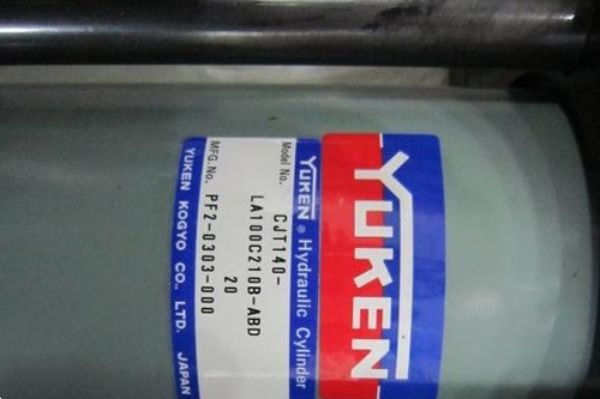 YUKEN
YUKEN ® Hydraulic Cylinder
Model No. CJT140-
LA100C210B-ABD
20
MFG.No. PF2-0303-000
YUKEN KOGYO CO., LTD. JAPAN